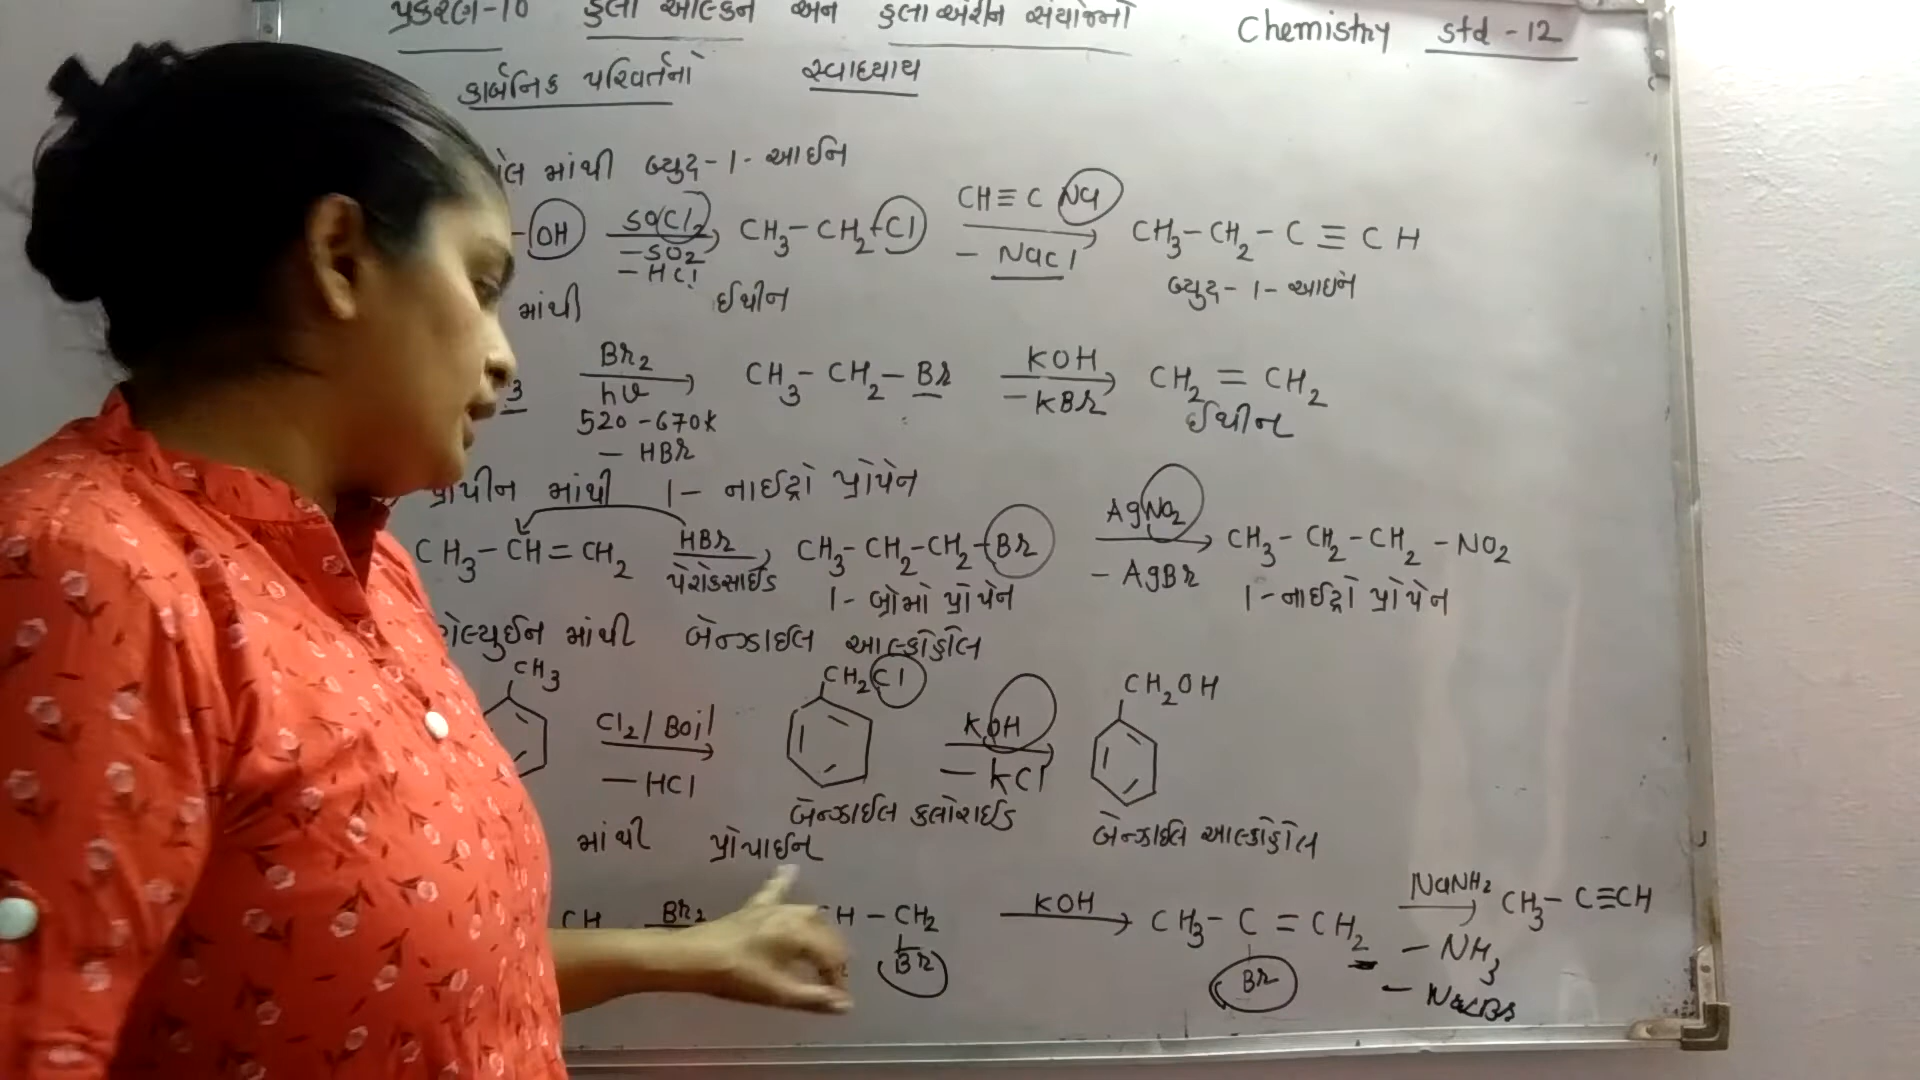 પ્રકરણ-10 હેલો આલ્કેન અને હેલો એરીન સંયોજનો Chemistry std-12
કાર્બનિક પરિવર્તનો સ્વાધ્યાય
માંથી બ્યુટ-1-આઈન
-OH SOCl2 -SO2 -HCl CH3-CH2-Cl CH≡C Na -NaCl CH3-CH2-C≡CH
બ્યુટ-1-આઇન
માંથી ઈથીન
3 Br2 hν 520-670K -HBr CH3-CH2-Br KOH -KBr CH2=CH2
ઈથીન
પ્રોપીન માંથી 1-નાઈટ્રો પ્રોપેન
CH3-CH=CH2 HBr પેરોક્સાઈડ CH3-CH2-CH2-Br AgNO2 -AgBr CH3-CH2-CH2-NO2
1-બ્રોમો પ્રોપેન 1-નાઈટ્રો પ્રોપેન
ટોલ્યુઈન માંથી બેન્ઝાઈલ આલ્કોહોલ
CH3 Cl2/Boil -HCl CH2Cl KOH -KCl CH2OH
બેન્ઝાઈલ ક્લોરાઈડ બેન્ઝાઈલ આલ્કોહોલ
માંથી પ્રોપાઈન
CH Br2 CH-CH2 Br KOH CH3-C=CH2 Br NaNH2 -NH3 CH3-C≡CH